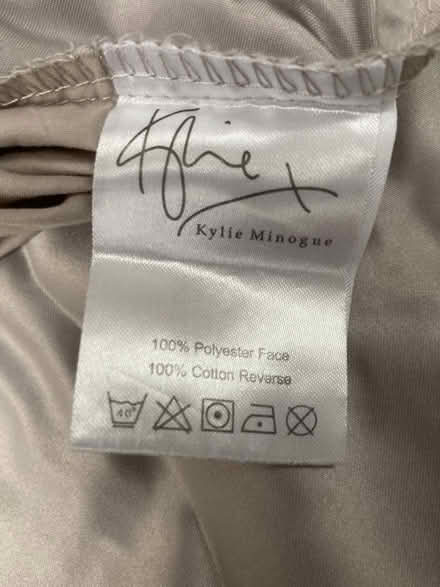 Kylie x
Kylie Minogue
100% Polyester Face
100% Cotton Reverse
40°